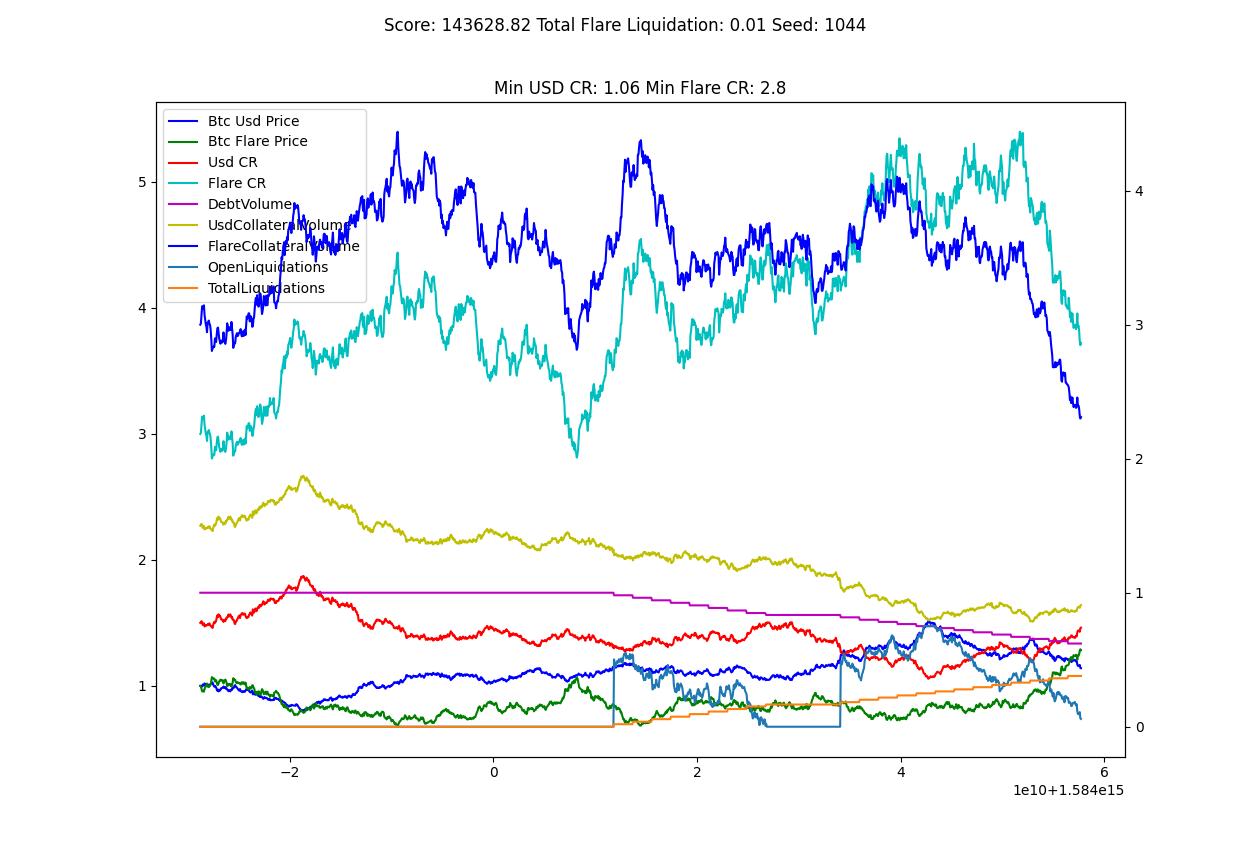 Score: 143628.82 Total Flare Liquidation: 0.01 Seed: 1044
Min USD CR: 1.06 Min Flare CR: 2.8
Btc Usd Price
Btc Flare Price
Usd CR
Flare CR
DebtVolume
UsdCollateralVolume
FlareCollateralVolume
OpenLiquidations
TotalLiquidations
5
4
3
2
1
4
3
2
1
0
−2
0
2
4
6
1e10+1.584e15